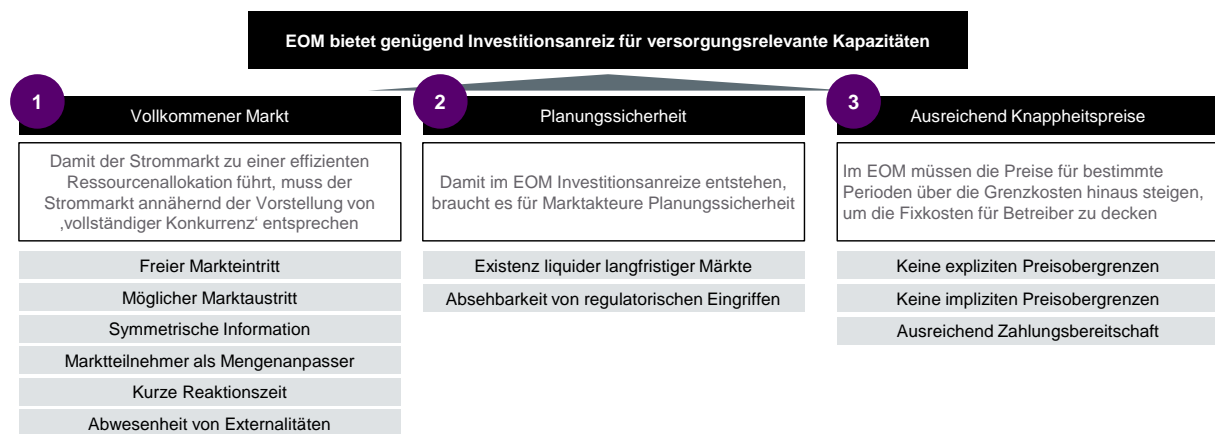 EOM bietet genügend Investitionsanreiz für versorgungsrelevante Kapazitäten
1
Vollkommener Markt
Damit der Strommarkt zu einer effizienten
Ressourcenallokation führt, muss der
Strommarkt annähernd der Vorstellung von
‚vollständiger Konkurrenz‘ entsprechen
Freier Markteintritt
Möglicher Marktaustritt
Symmetrische Information
Marktteilnehmer als Mengenanpasser
Kurze Reaktionszeit
Abwesenheit von Externalitäten
2
Planungssicherheit
Damit im EOM Investitionsanreize entstehen,
braucht es für Marktakteure Planungssicherheit
Existenz liquider langfristiger Märkte
Absehbarkeit von regulatorischen Eingriffen
3
Ausreichend Knappheitspreise
Im EOM müssen die Preise für bestimmte
Perioden über die Grenzkosten hinaus steigen,
um die Fixkosten für Betreiber zu decken
Keine expliziten Preisobergrenzen
Keine impliziten Preisobergrenzen
Ausreichend Zahlungsbereitschaft